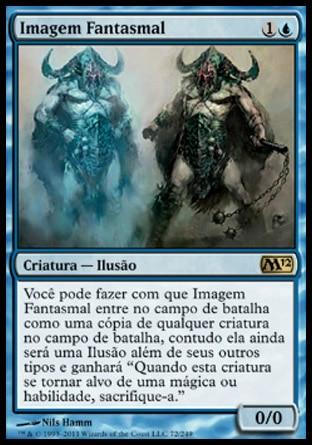 Imagem Fantasmal 1
Criatura — Ilusão M12
Você pode fazer com que Imagem
Fantasmal entre no campo de batalha
como uma cópia de qualquer criatura
no campo de batalha, contudo ela ainda
será uma Ilusão além de seus outros
tipos e ganhará “Quando esta criatura
se tornar alvo de uma mágica ou
habilidade, sacrifique-a.”
Nils Hamm
™ & © 1993–2011 Wizards of the Coast LLC 72/249
0/0